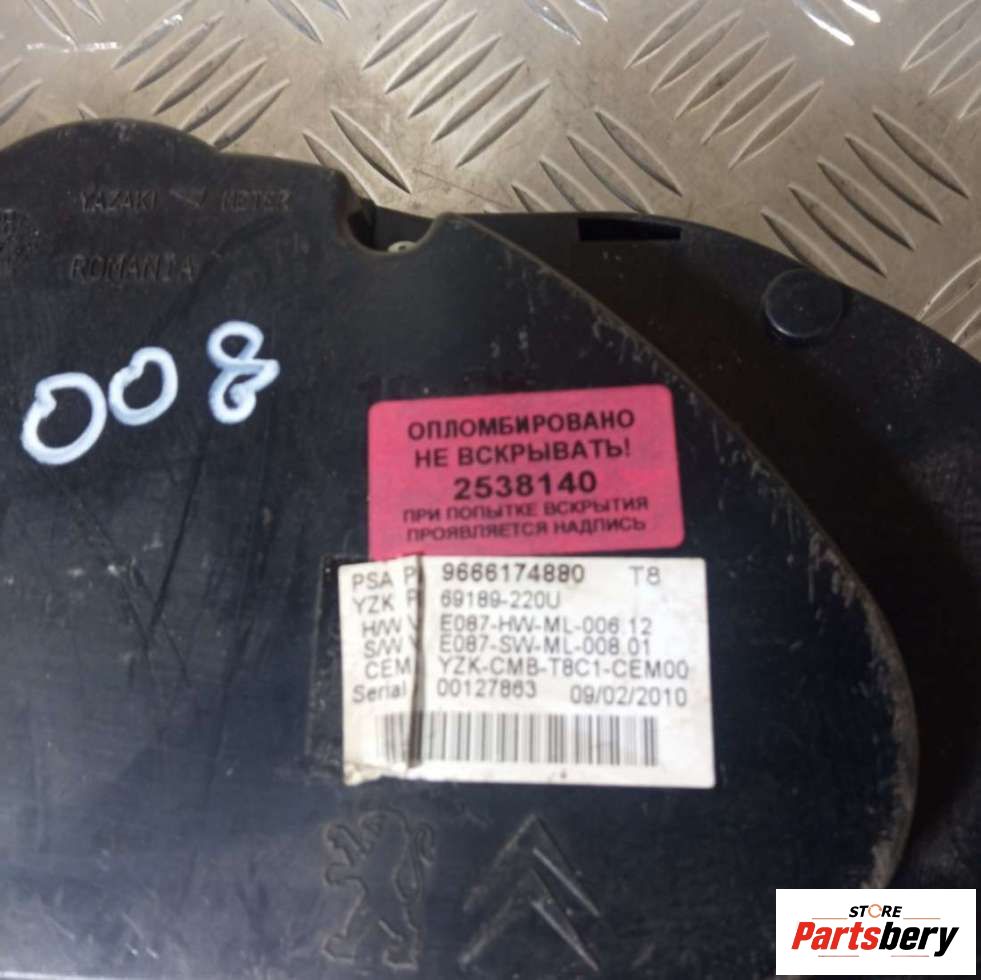 YAZAKI METER
ROMANIA
008
ОПЛОМБИРОВАНО
НЕ ВСКРЫВАТЬ!
2538140
ПРИ ПОПЫТКЕ ВСКРЫТИЯ
ПРОЯВЛЯЕТСЯ НАДПИСЬ
PSA P 9666174880 T8
YZK P 69189-220U
H/W V E087-HW-ML-006.12
S/W V E087-SW-ML-008.01
CEM YZK-CMB-T8C1-CEM00
Serial 00127863 09/02/2010
STORE
Partsbery